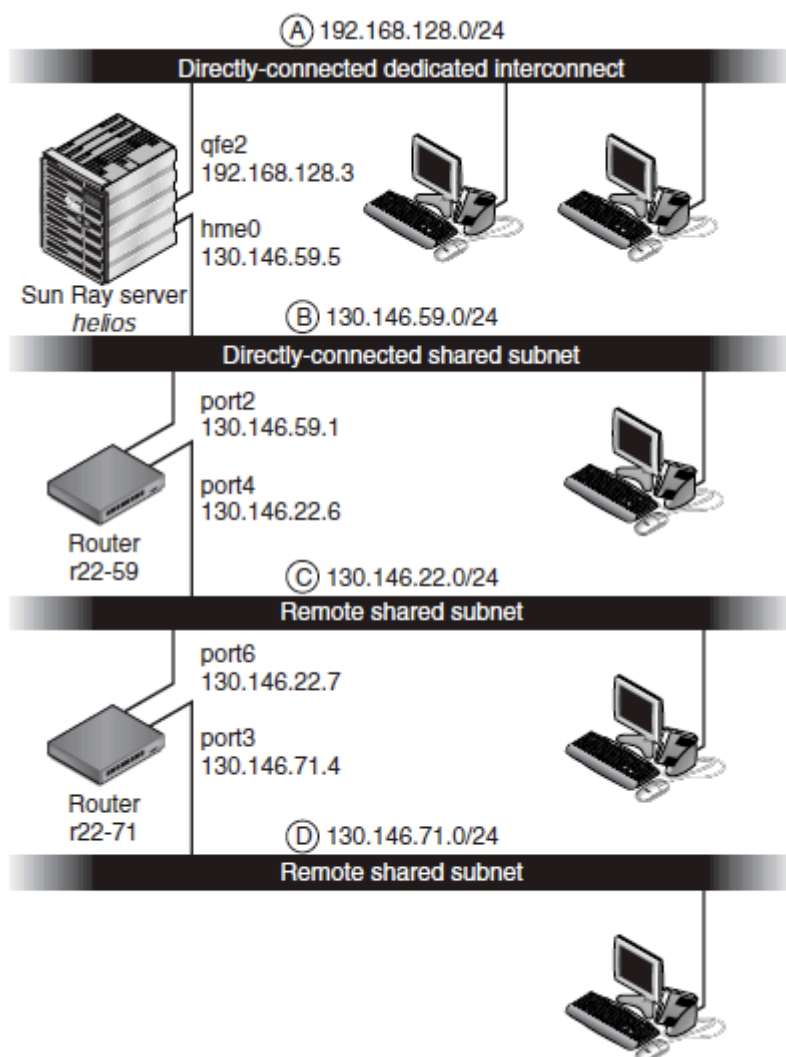 A 192.168.128.0/24
Directly-connected dedicated interconnect
qfe2
192.168.128.3
hme0
130.146.59.5
Sun Ray server
helios
B 130.146.59.0/24
Directly-connected shared subnet
port2
130.146.59.1
port4
130.146.22.6
Router
r22-59
C 130.146.22.0/24
Remote shared subnet
port6
130.146.22.7
port3
130.146.71.4
Router
r22-71
D 130.146.71.0/24
Remote shared subnet